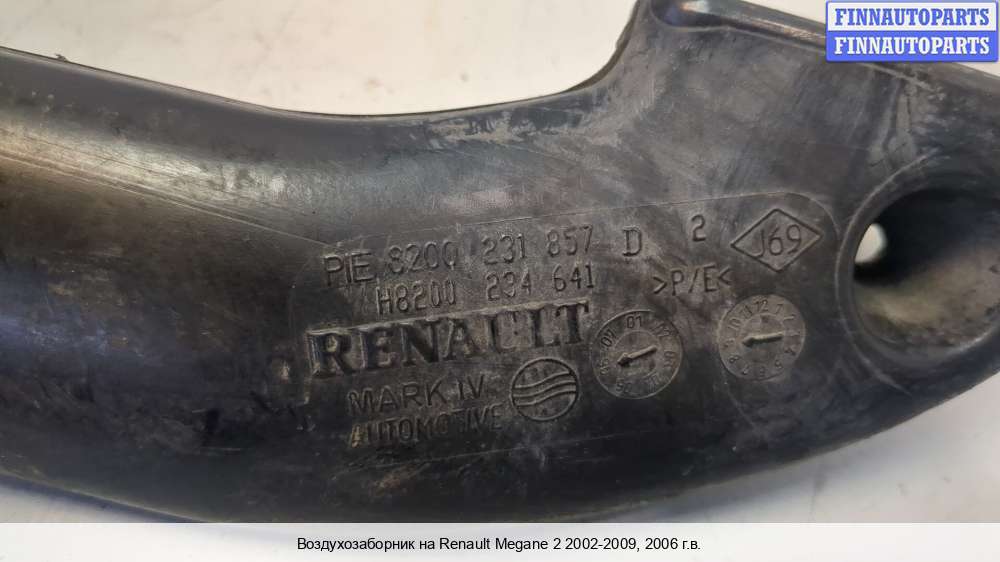 FINNAUTOPARTS
FINNAUTOPARTS
PIE 8200 231 857 D 2 J69
H8200 234 641 >P/E<
RENAULT
MARK IV
AUTOMOTIVE
Воздухозаборник на Renault Megane 2 2002-2009, 2006 г.в.